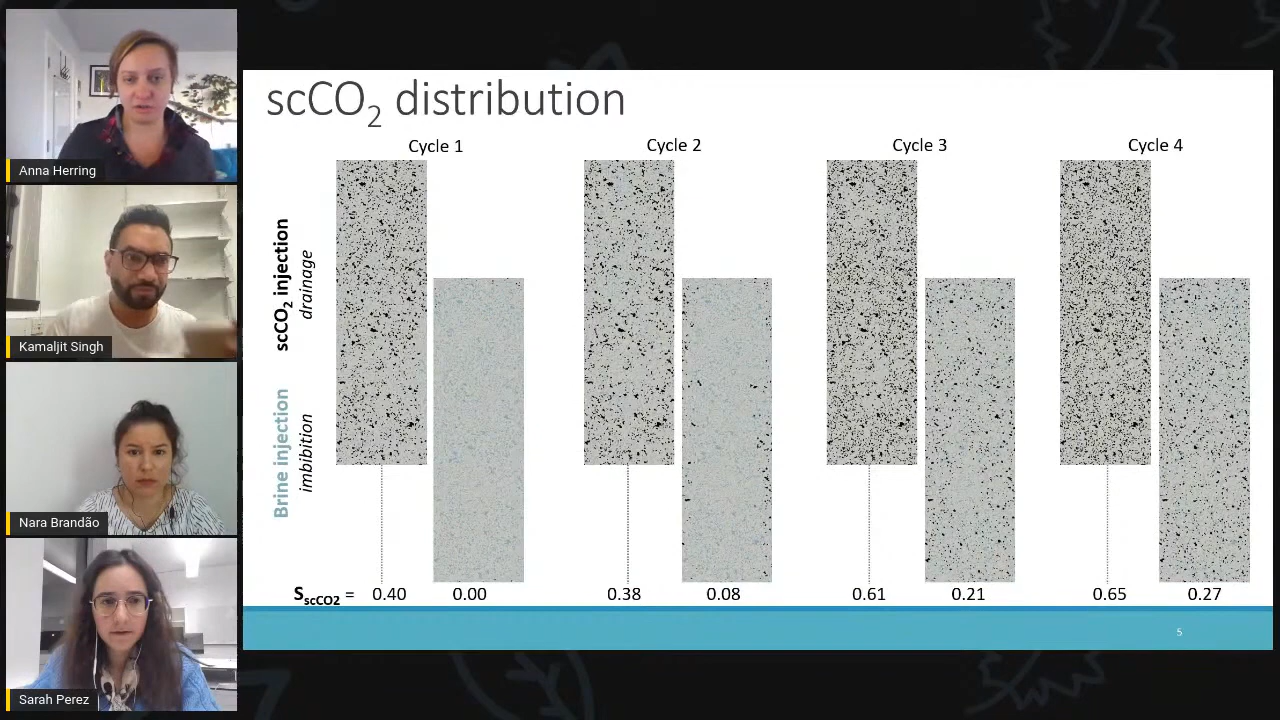 Anna Herring
Kamaljit Singh
Nara Brandão
Sarah Perez
scCO₂ distribution
Cycle 1 Cycle 2 Cycle 3 Cycle 4
scCO₂ injection
drainage
Brine injection
imbibition
SscCO2 = 0.40 0.00 0.38 0.08 0.61 0.21 0.65 0.27
5